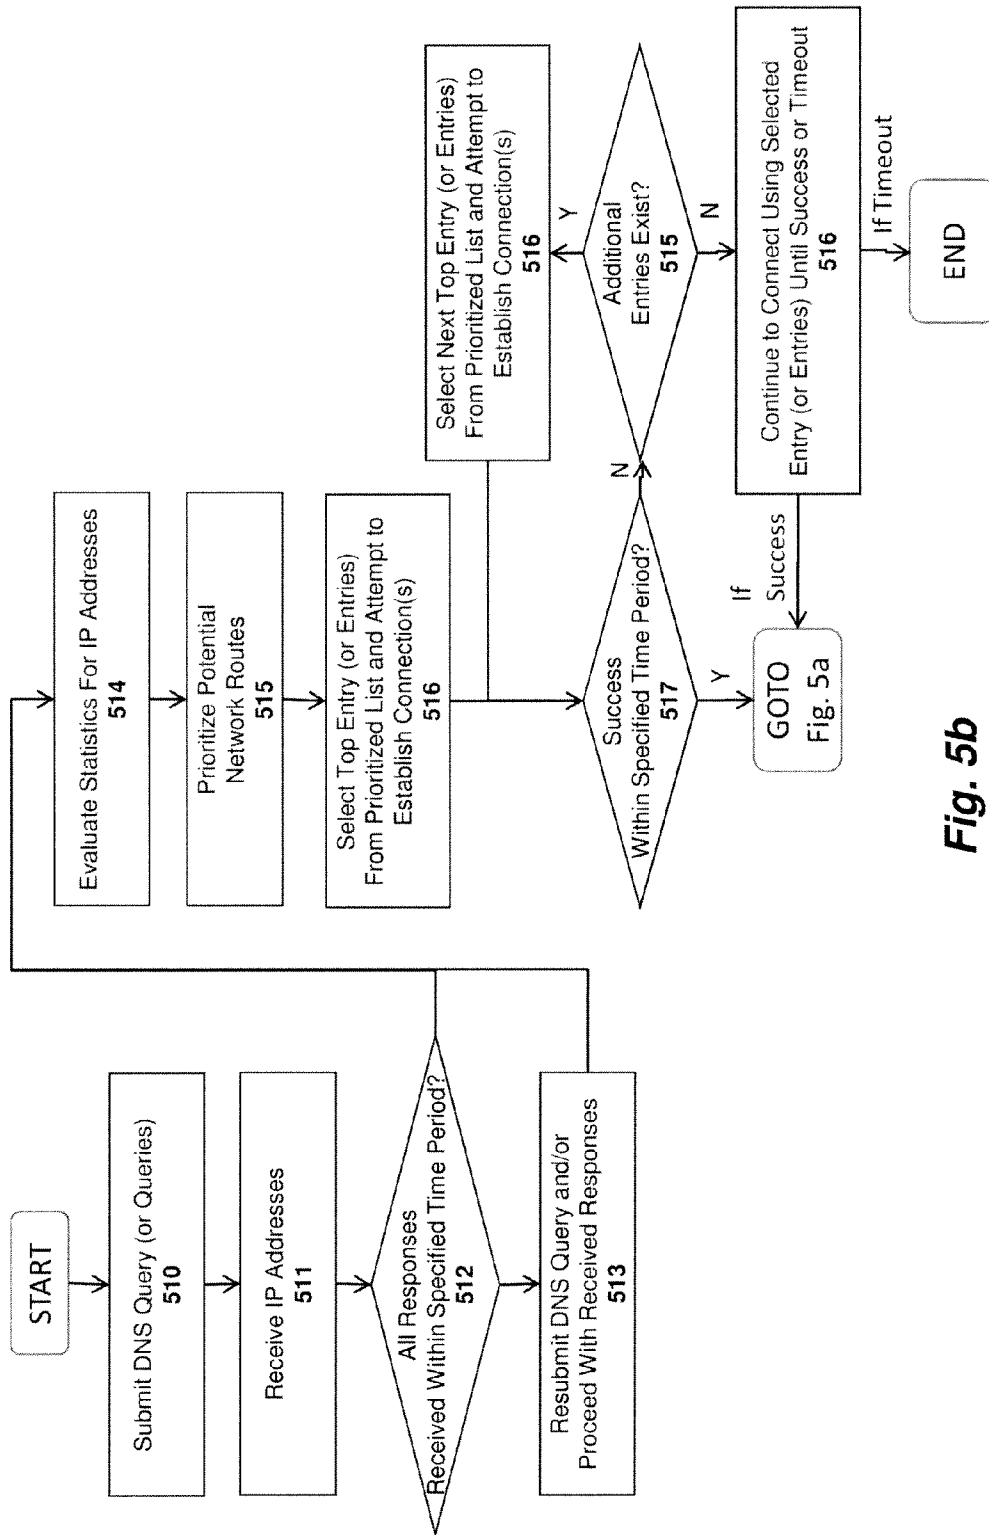 START
Submit DNS Query (or Queries)
510
Receive IP Addresses
511
All Responses
Received Within Specified Time Period?
512
Resubmit DNS Query and/or
Proceed With Received Responses
513
Evaluate Statistics For IP Addresses
514
Prioritize Potential
Network Routes
515
Select Top Entry (or Entries)
From Prioritized List and Attempt to
Establish Connection(s)
516
Success
Within Specified Time Period?
517
Y
N
GOTO
Fig. 5a
Select Next Top Entry (or Entries)
From Prioritized List and Attempt to
Establish Connection(s)
516
Y
Additional
Entries Exist?
515
N
Continue to Connect Using Selected
Entry (or Entries) Until Success or Timeout
516
If
Success
If Timeout
END
Fig. 5b